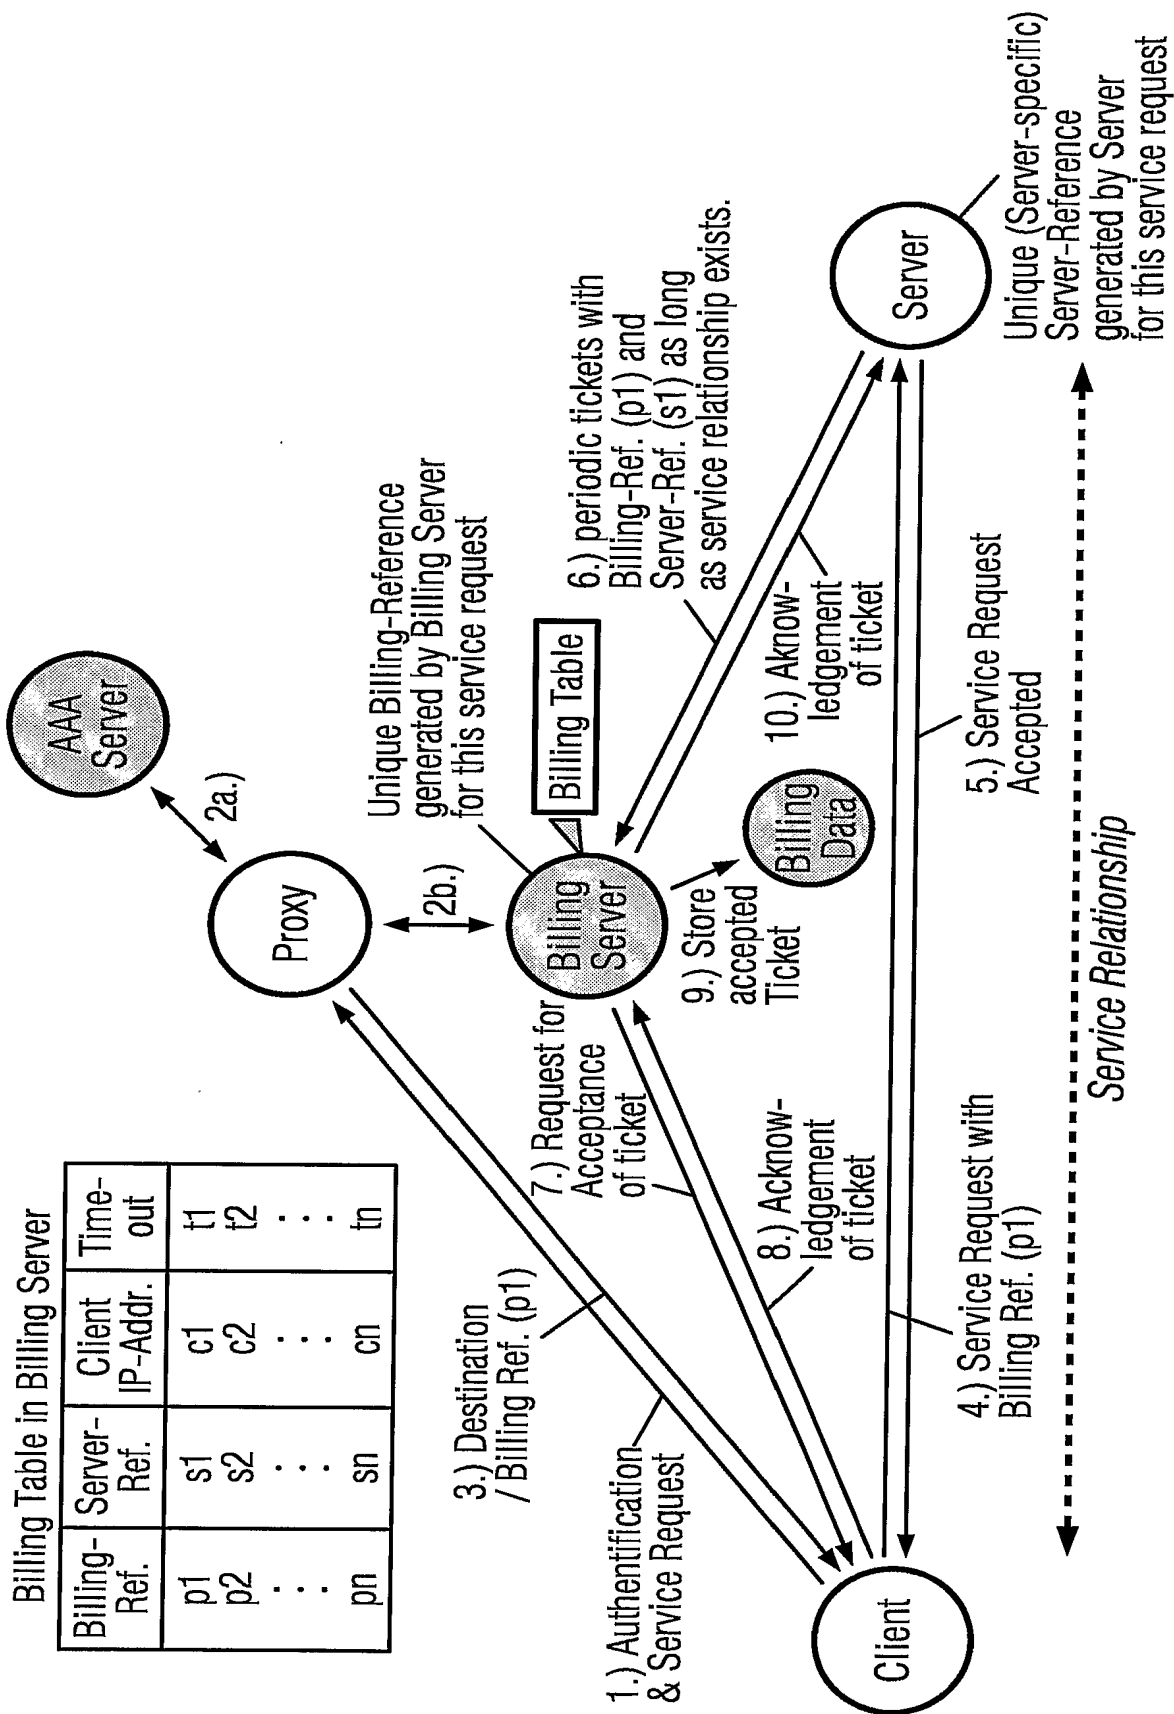 Billing Table in Billing Server
Billing-
Ref.
Server-
Ref.
Client
IP-Addr.
Time-
out
p1 s1 c1 t1
p2 s2 c2 t2
. . . .
. . . .
. . . .
pn sn cn tn
AAA
Server
2a.)
Proxy
2b.)
Unique Billing-Reference
generated by Billing Server
for this service request
Billing Table
Billing
Server
3.) Destination
/ Billing Ref. (p1)
1.) Authentification
& Service Request
7.) Request for
Acceptance
of ticket
9.) Store
accepted
Ticket
Billing
Data
6.) periodic tickets with
Billing-Ref. (p1) and
Server-Ref. (s1) as long
as service relationship exists.
10.) Aknow-
ledgement
of ticket
8.) Acknow-
ledgement
of ticket
Client
Server
4.) Service Request with
Billing Ref. (p1)
5.) Service Request
Accepted
Unique (Server-specific)
Server-Reference
generated by Server
for this service request
Service Relationship